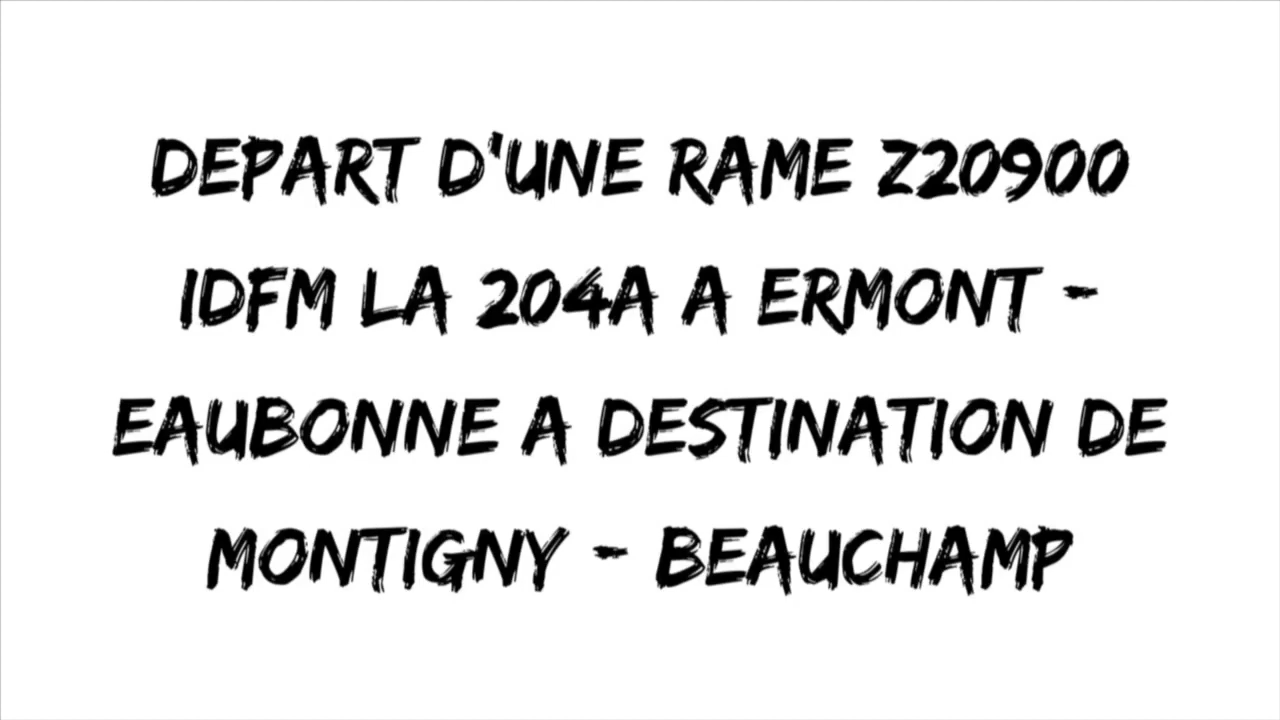 DEPART D'UNE RAME Z20900
IDFM LA 204A A ERMONT -
EAUBONNE A DESTINATION DE
MONTIGNY - BEAUCHAMP